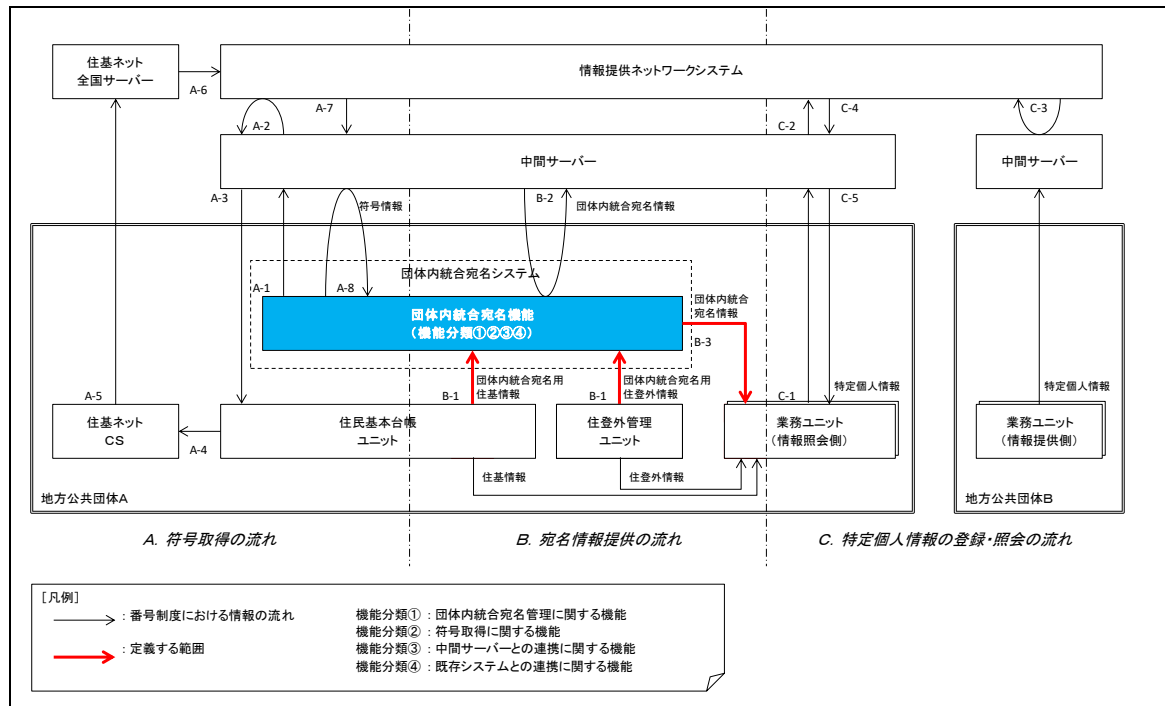 住基ネット
全国サーバー
A-6
情報提供ネットワークシステム
A-2
A-7
C-2
C-4
C-3
中間サーバー
中間サーバー
A-3
符号情報
B-2
団体内統合宛名情報
C-5
団体内統合宛名システム
A-1
A-8
団体内統合宛名機能
（機能分類①②③④）
団体内統合
宛名情報
B-3
A-5
B-1
団体内統合宛名用
住基情報
B-1
団体内統合宛名用
住登外情報
C-1
特定個人情報
特定個人情報
住基ネット
CS
A-4
住民基本台帳
ユニット
住登外管理
ユニット
業務ユニット
（情報照会側）
業務ユニット
（情報提供側）
住基情報
住登外情報
地方公共団体A
地方公共団体B
A. 符号取得の流れ
B. 宛名情報提供の流れ
C. 特定個人情報の登録・照会の流れ
［凡例］
：番号制度における情報の流れ
：定義する範囲
機能分類①：団体内統合宛名管理に関する機能
機能分類②：符号取得に関する機能
機能分類③：中間サーバーとの連携に関する機能
機能分類④：既存システムとの連携に関する機能